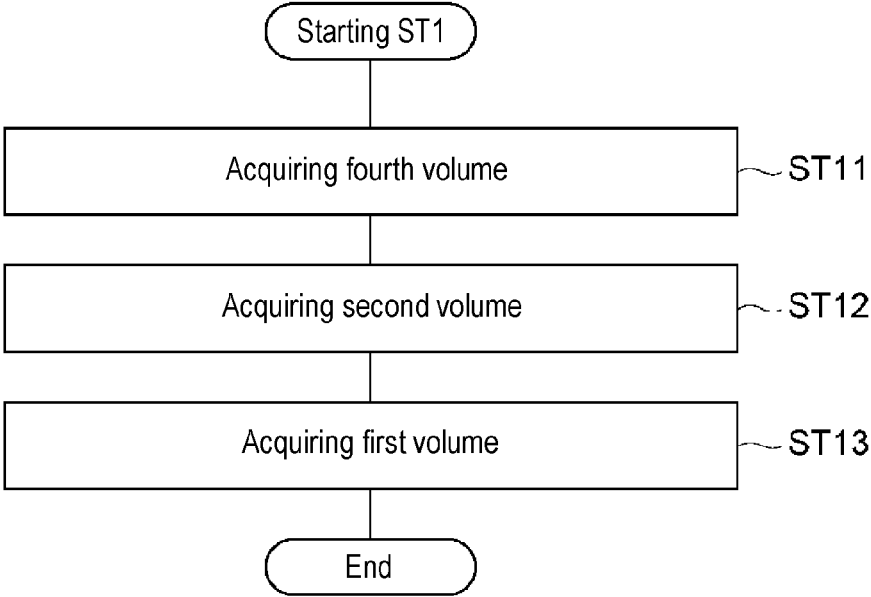 Starting ST1
Acquiring fourth volume
ST11
Acquiring second volume
ST12
Acquiring first volume
ST13
End